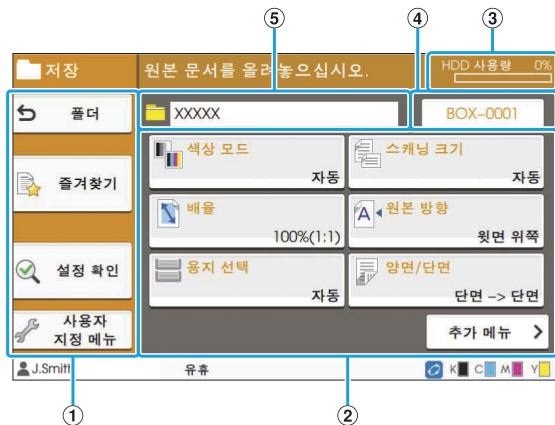 ⑤ ④ ③
저장
원본 문서를 올려놓으십시오.
HDD 사용량 0%
폴더
XXXXX
BOX-0001
색상 모드
자동
스캐닝 크기
자동
즐겨찾기
배율
100%(1:1)
원본 방향
윗면 위쪽
설정 확인
용지 선택
자동
양면/단면
단면 -> 단면
사용자
지정 메뉴
추가 메뉴
J.Smith
유휴
K C M Y
① ②